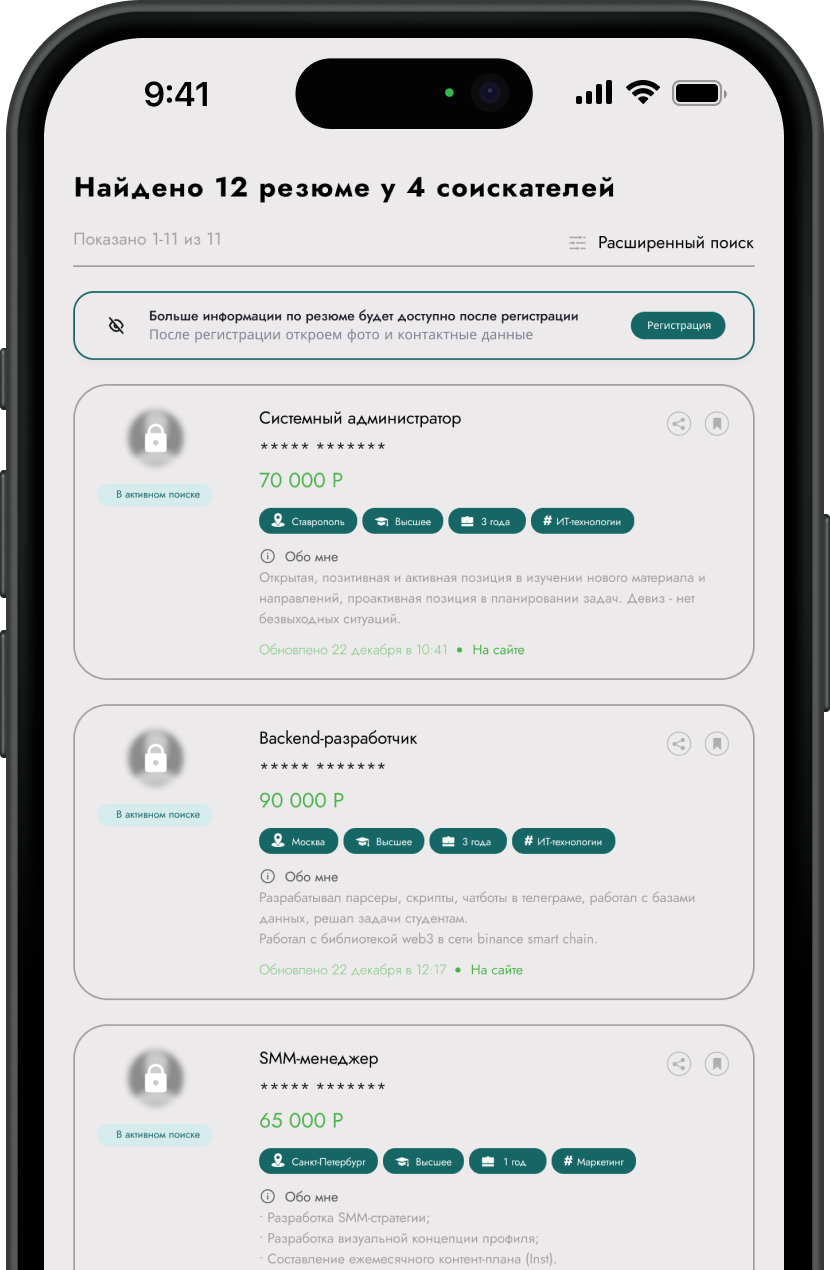 9:41
Найдено 12 резюме у 4 соискателей
Показано 1-11 из 11
Расширенный поиск
Больше информации по резюме будет доступно после регистрации
После регистрации откроем фото и контактные данные
Регистрация
Системный администратор
***** *******
70 000 Р
В активном поиске
Ставрополь Высшее 3 года # ИТ-технологии
Обо мне
Открытая, позитивная и активная позиция в изучении нового материала и
направлений, проактивная позиция в планировании задач. Девиз - нет
безвыходных ситуаций.
Обновлено 22 декабря в 10:41 • На сайте
Backend-разработчик
***** *******
90 000 Р
В активном поиске
Москва Высшее 3 года # ИТ-технологии
Обо мне
Разрабатывал парсеры, скрипты, чатботы в телеграме, работал с базами
данных, решал задачи студентам.
Работал с библиотекой web3 в сети binance smart chain.
Обновлено 22 декабря в 12:17 • На сайте
SMM-менеджер
***** *******
65 000 Р
В активном поиске
Санкт-Петербург Высшее 1 год # Маркетинг
Обо мне
· Разработка SMM-стратегии;
· Разработка визуальной концепции профиля;
· Составление ежемесячного контент-плана (Inst).